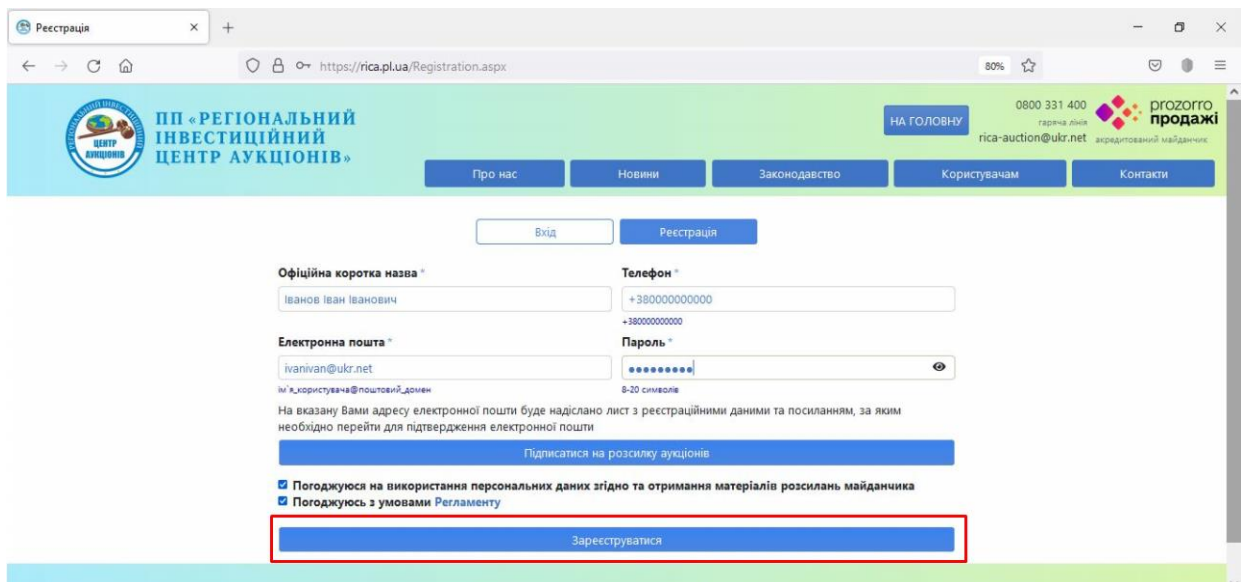 Реєстрація
https://rica.pl.ua/Registration.aspx
80%
ЦЕНТР
АУКЦІОНІВ
ПП «РЕГІОНАЛЬНИЙ
ІНВЕСТИЦІЙНИЙ
ЦЕНТР АУКЦІОНІВ»
НА ГОЛОВНУ
0800 331 400
гаряча лінія
rica-auction@ukr.net
prozorro
продажі
акредитований майданчик
Про нас
Новини
Законодавство
Користувачам
Контакти
Вхід
Реєстрація
Офіційна коротка назва *
Телефон *
Іванов Іван Іванович
+380000000000
+380000000000
Електронна пошта *
Пароль *
ivanivan@ukr.net
ім`я_користувача@поштовий_домен
8-20 символів
На вказану Вами адресу електронної пошти буде надіслано лист з реєстраційними даними та посиланням, за яким
необхідно перейти для підтвердження електронної пошти
Підписатися на розсилку аукціонів
Погоджуюся на використання персональних даних згідно та отримання матеріалів розсилань майданчика
Погоджуюсь з умовами Регламенту
Зареєструватися